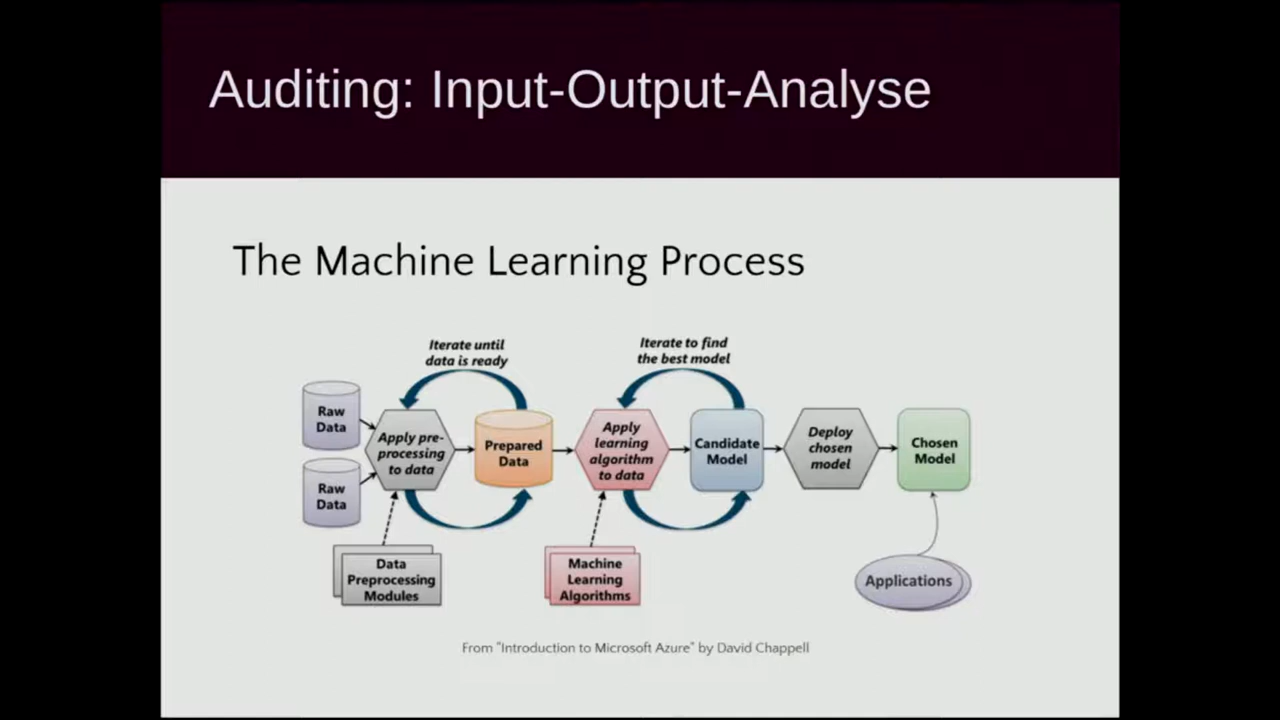 Auditing: Input-Output-Analyse
The Machine Learning Process
Iterate until
data is ready
Iterate to find
the best model
Raw
Data
Raw
Data
Apply pre-
processing
to data
Prepared
Data
Apply
learning
algorithm
to data
Candidate
Model
Deploy
chosen
model
Chosen
Model
Data
Preprocessing
Modules
Machine
Learning
Algorithms
Applications
From "Introduction to Microsoft Azure" by David Chappell